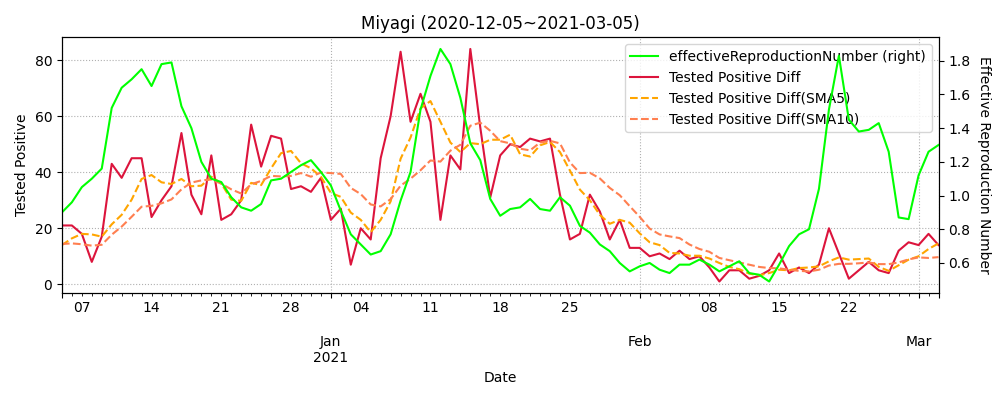 Miyagi (2020-12-05~2021-03-05)
effectiveReproductionNumber (right)
Tested Positive Diff
Tested Positive Diff(SMA5)
Tested Positive Diff(SMA10)
Tested Positive
80
60
40
20
0
1.8
1.6
1.4
1.2
1.0
0.8
0.6
Effective Reproduction Number
07 14 21 28 04 11 18 25 08 15 22
Jan Feb Mar
2021
Date